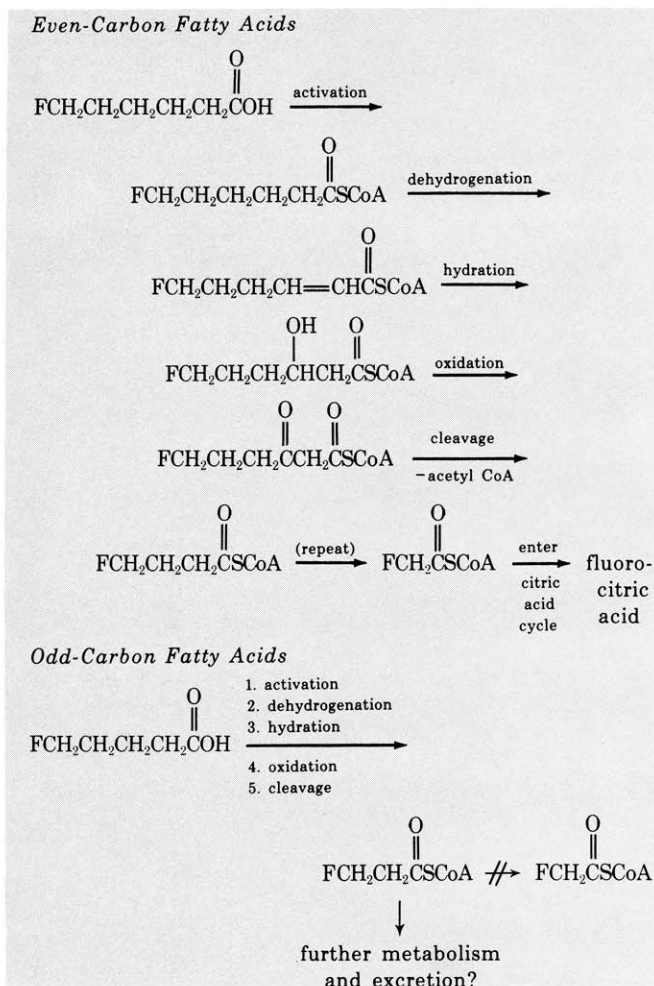 Even-Carbon Fatty Acids
O
FCH₂CH₂CH₂CH₂CH₂COH activation
O
FCH₂CH₂CH₂CH₂CH₂CSCoA dehydrogenation
O
FCH₂CH₂CH₂CH=CHCSCoA hydration
OH O
FCH₂CH₂CH₂CHCH₂CSCoA oxidation
O O
FCH₂CH₂CH₂CCH₂CSCoA cleavage
−acetyl CoA
O O
FCH₂CH₂CH₂CSCoA (repeat) FCH₂CSCoA enter fluoro-
citric citric
acid acid
cycle
Odd-Carbon Fatty Acids
1. activation
O 2. dehydrogenation
3. hydration
FCH₂CH₂CH₂CH₂COH
4. oxidation
5. cleavage
O O
FCH₂CH₂CSCoA FCH₂CSCoA
further metabolism
and excretion?